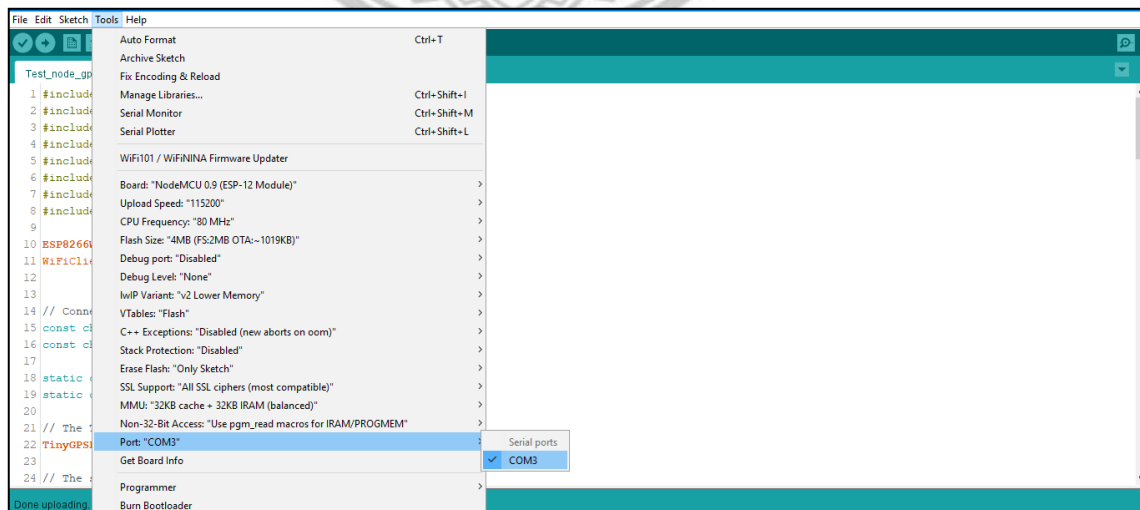 File Edit Sketch Tools Help
Auto Format Ctrl+T
Archive Sketch
Test_node_gp Fix Encoding & Reload
1 #include Manage Libraries... Ctrl+Shift+I
2 #include Serial Monitor Ctrl+Shift+M
3 #include Serial Plotter Ctrl+Shift+L
4 #include
5 #include WiFi101 / WiFiNINA Firmware Updater
6 #include
7 #include Board: "NodeMCU 0.9 (ESP-12 Module)"
8 #include Upload Speed: "115200"
9 CPU Frequency: "80 MHz"
10 ESP8266W Flash Size: "4MB (FS:2MB OTA:~1019KB)"
11 WiFiClie Debug port: "Disabled"
12 Debug Level: "None"
13 lwIP Variant: "v2 Lower Memory"
14 // Conne VTables: "Flash"
15 const ch C++ Exceptions: "Disabled (new aborts on oom)"
16 const ch Stack Protection: "Disabled"
17 Erase Flash: "Only Sketch"
18 static SSL Support: "All SSL ciphers (most compatible)"
19 static MMU: "32KB cache + 32KB IRAM (balanced)"
20 Non-32-Bit Access: "Use pgm_read macros for IRAM/PROGMEM"
21 // The
22 TinyGPS Port: "COM3" Serial ports
23 Get Board Info COM3
24 // The
Programmer
Done uploading. Burn Bootloader